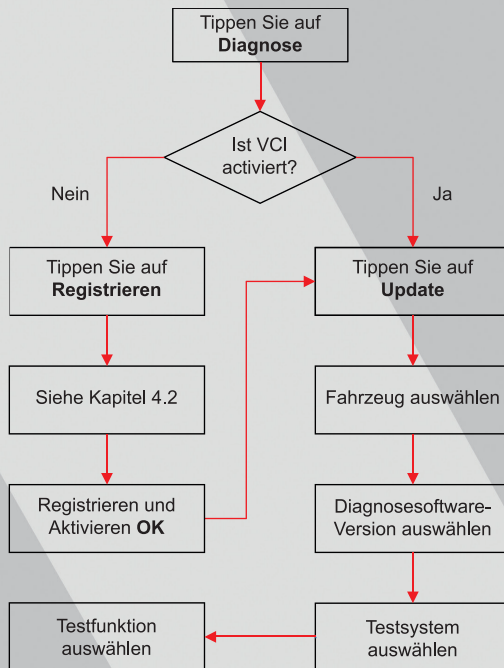 Tippen Sie auf
Diagnose
Ist VCI
activiert?
Nein
Ja
Tippen Sie auf
Registrieren
Tippen Sie auf
Update
Siehe Kapitel 4.2
Fahrzeug auswählen
Registrieren und
Aktivieren OK
Diagnosesoftware-
Version auswählen
Testfunktion
auswählen
Testsystem
auswählen